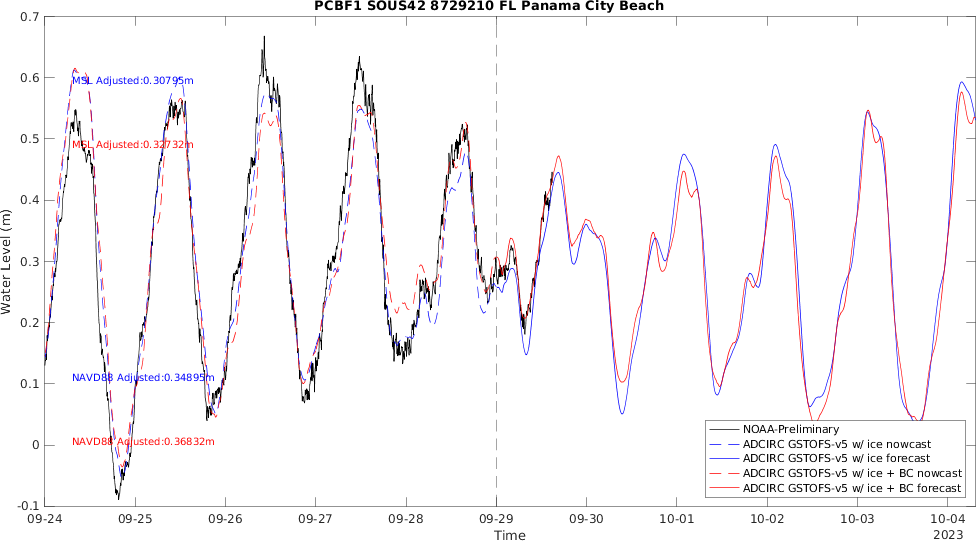 PCBF1 SOUS42 8729210 FL Panama City Beach
0.7
0.6
0.5
0.4
0.3
0.2
0.1
0
-0.1
Water Level (m)
MSL Adjusted:0.30795m
MSL Adjusted:0.32732m
NAVD88 Adjusted:0.34895m
NAVD88 Adjusted:0.36832m
NOAA-Preliminary
ADCIRC GSTOFS-v5 w/ ice nowcast
ADCIRC GSTOFS-v5 w/ ice forecast
ADCIRC GSTOFS-v5 w/ ice + BC nowcast
ADCIRC GSTOFS-v5 w/ ice + BC forecast
09-24 09-25 09-26 09-27 09-28 09-29 09-30 10-01 10-02 10-03 10-04
Time
2023